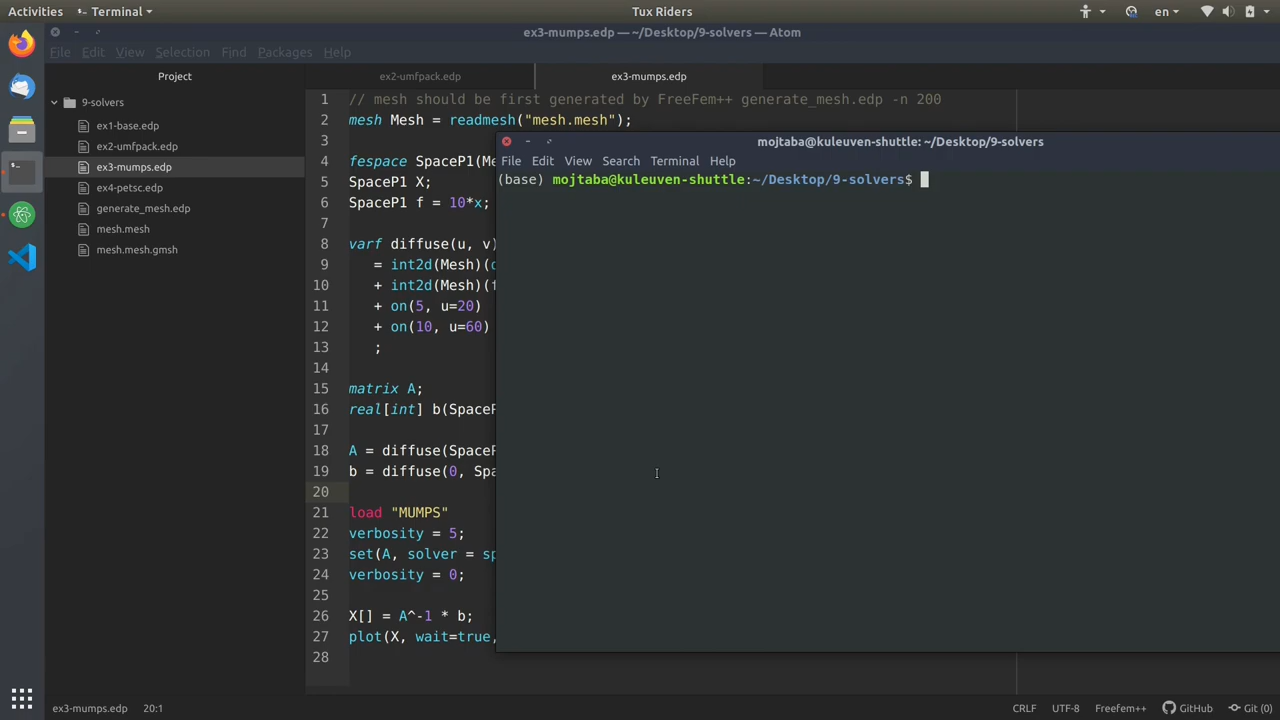 Activities
Terminal
Tux Riders
en
ex3-mumps.edp — ~/Desktop/9-solvers — Atom
File Edit View Selection Find Packages Help
Project
ex2-umfpack.edp
ex3-mumps.edp
9-solvers
ex1-base.edp
ex2-umfpack.edp
ex3-mumps.edp
ex4-petsc.edp
generate_mesh.edp
mesh.mesh
mesh.mesh.gmsh
1 // mesh should be first generated by FreeFem++ generate_mesh.edp -n 200
2 mesh Mesh = readmesh("mesh.mesh");
3
4 fespace SpaceP1(Me
5 SpaceP1 X;
6 SpaceP1 f = 10*x;
7
8 varf diffuse(u, v)
9 = int2d(Mesh)(d
10 + int2d(Mesh)(f
11 + on(5, u=20)
12 + on(10, u=60)
13 ;
14
15 matrix A;
16 real[int] b(SpaceP
17
18 A = diffuse(SpaceP
19 b = diffuse(0, Spa
20
21 load "MUMPS"
22 verbosity = 5;
23 set(A, solver = sp
24 verbosity = 0;
25
26 X[] = A^-1 * b;
27 plot(X, wait=true,
28
mojtaba@kuleuven-shuttle: ~/Desktop/9-solvers
File Edit View Search Terminal Help
(base) mojtaba@kuleuven-shuttle:~/Desktop/9-solvers$
ex3-mumps.edp 20:1
CRLF UTF-8 Freefem++ GitHub Git (0)